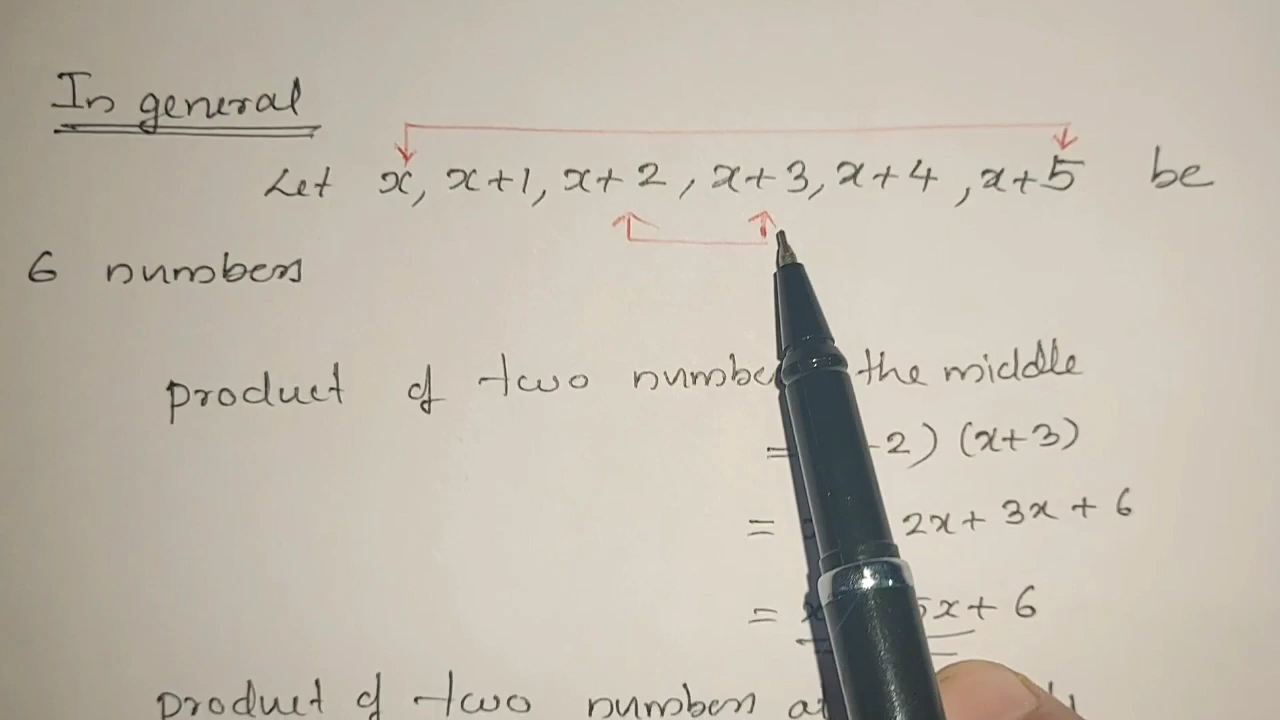 In general
Let x, x+1, x+2, x+3, x+4, x+5 be
6 numbers
product of two the middle
2) (x+3)
= 2x+ 3x + 6
= 5x+ 6
product of two numbers